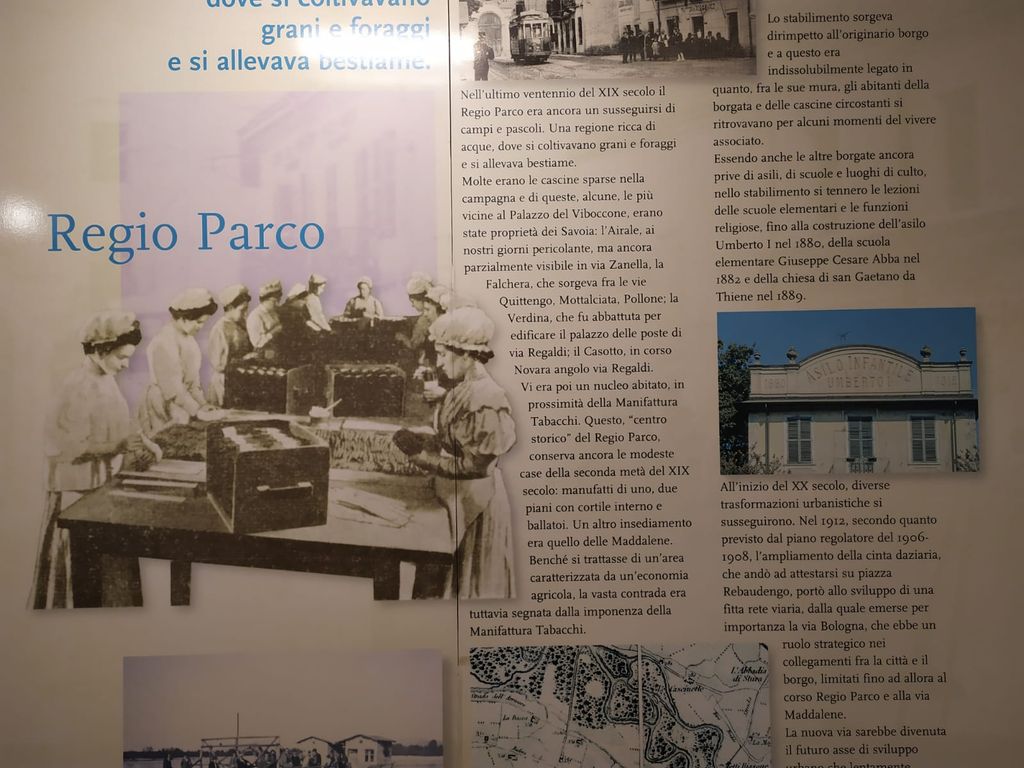 dove si coltivavano
grani e foraggi
e si allevava bestiame.
Regio Parco
Nell'ultimo ventennio del XIX secolo il
Regio Parco era ancora un susseguirsi di
campi e pascoli. Una regione ricca di
acque, dove si coltivavano grani e foraggi
e si allevava bestiame.
Molte erano le cascine sparse nella
campagna e di queste, alcune, le più
vicine al Palazzo del Viboccone, erano
state proprietà dei Savoia: l'Airale, ai
nostri giorni pericolante, ma ancora
parzialmente visibile in via Zanella, la
Falchera, che sorgeva fra le vie
Quittengo, Mottalciata, Pollone; la
Verdina, che fu abbattuta per
edificare il palazzo delle poste di
via Regaldi; il Casotto, in corso
Novara angolo via Regaldi.
Vi era poi un nucleo abitato, in
prossimità della Manifattura
Tabacchi. Questo, “centro
storico” del Regio Parco,
conserva ancora le modeste
case della seconda metà del XIX
secolo: manufatti di uno, due
piani con cortile interno e
ballatoi. Un altro insediamento
era quello delle Maddalene.
Benché si trattasse di un'area
caratterizzata da un'economia
agricola, la vasta contrada era
tuttavia segnata dalla imponenza della
Manifattura Tabacchi.
L'Abbadia
di Stura
Cascinette
Lo stabilimento sorgeva
dirimpetto all'originario borgo
e a questo era
indissolubilmente legato in
quanto, fra le sue mura, gli abitanti della
borgata e delle cascine circostanti si
ritrovavano per alcuni momenti del vivere
associato.
Essendo anche le altre borgate ancora
prive di asili, di scuole e luoghi di culto,
nello stabilimento si tennero le lezioni
delle scuole elementari e le funzioni
religiose, fino alla costruzione dell'asilo
Umberto I nel 1880, della scuola
elementare Giuseppe Cesare Abba nel
1882 e della chiesa di san Gaetano da
Thiene nel 1889.
ASILO INFANTILE
1880 UMBERTO I
All'inizio del XX secolo, diverse
trasformazioni urbanistiche si
susseguirono. Nel 1912, secondo quanto
previsto dal piano regolatore del 1906-
1908, l'ampliamento della cinta daziaria,
che andò ad attestarsi su piazza
Rebaudengo, portò allo sviluppo di una
fitta rete viaria, dalla quale emerse per
importanza la via Bologna, che ebbe un
ruolo strategico nei
collegamenti fra la città e il
borgo, limitati fino ad allora al
corso Regio Parco e alla via
Maddalene.
La nuova via sarebbe divenuta
il futuro asse di sviluppo
urbano che lentamente